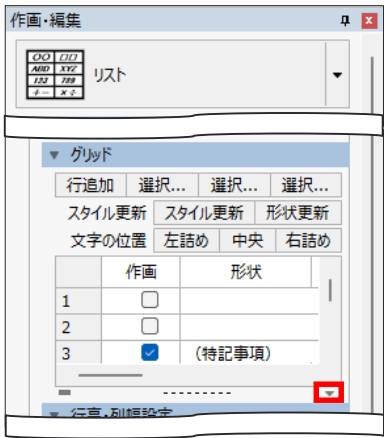 作画・編集
OO □□
ABD XYZ
123 789
+- ×÷
リスト
グリッド
行追加 選択... 選択... 選択...
スタイル更新 スタイル更新 形状更新
文字の位置 左詰め 中央 右詰め
作画 形状
1
2
3 (特記事項)
行高・列幅設定